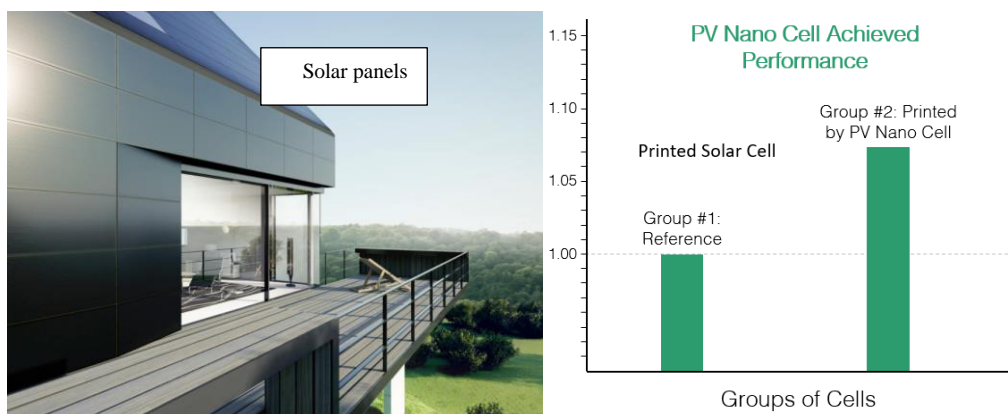 Solar panels
PV Nano Cell Achieved
Performance
1.15
1.10
1.05
1.00
Group #2: Printed
by PV Nano Cell
Printed Solar Cell
Group #1:
Reference
Groups of Cells